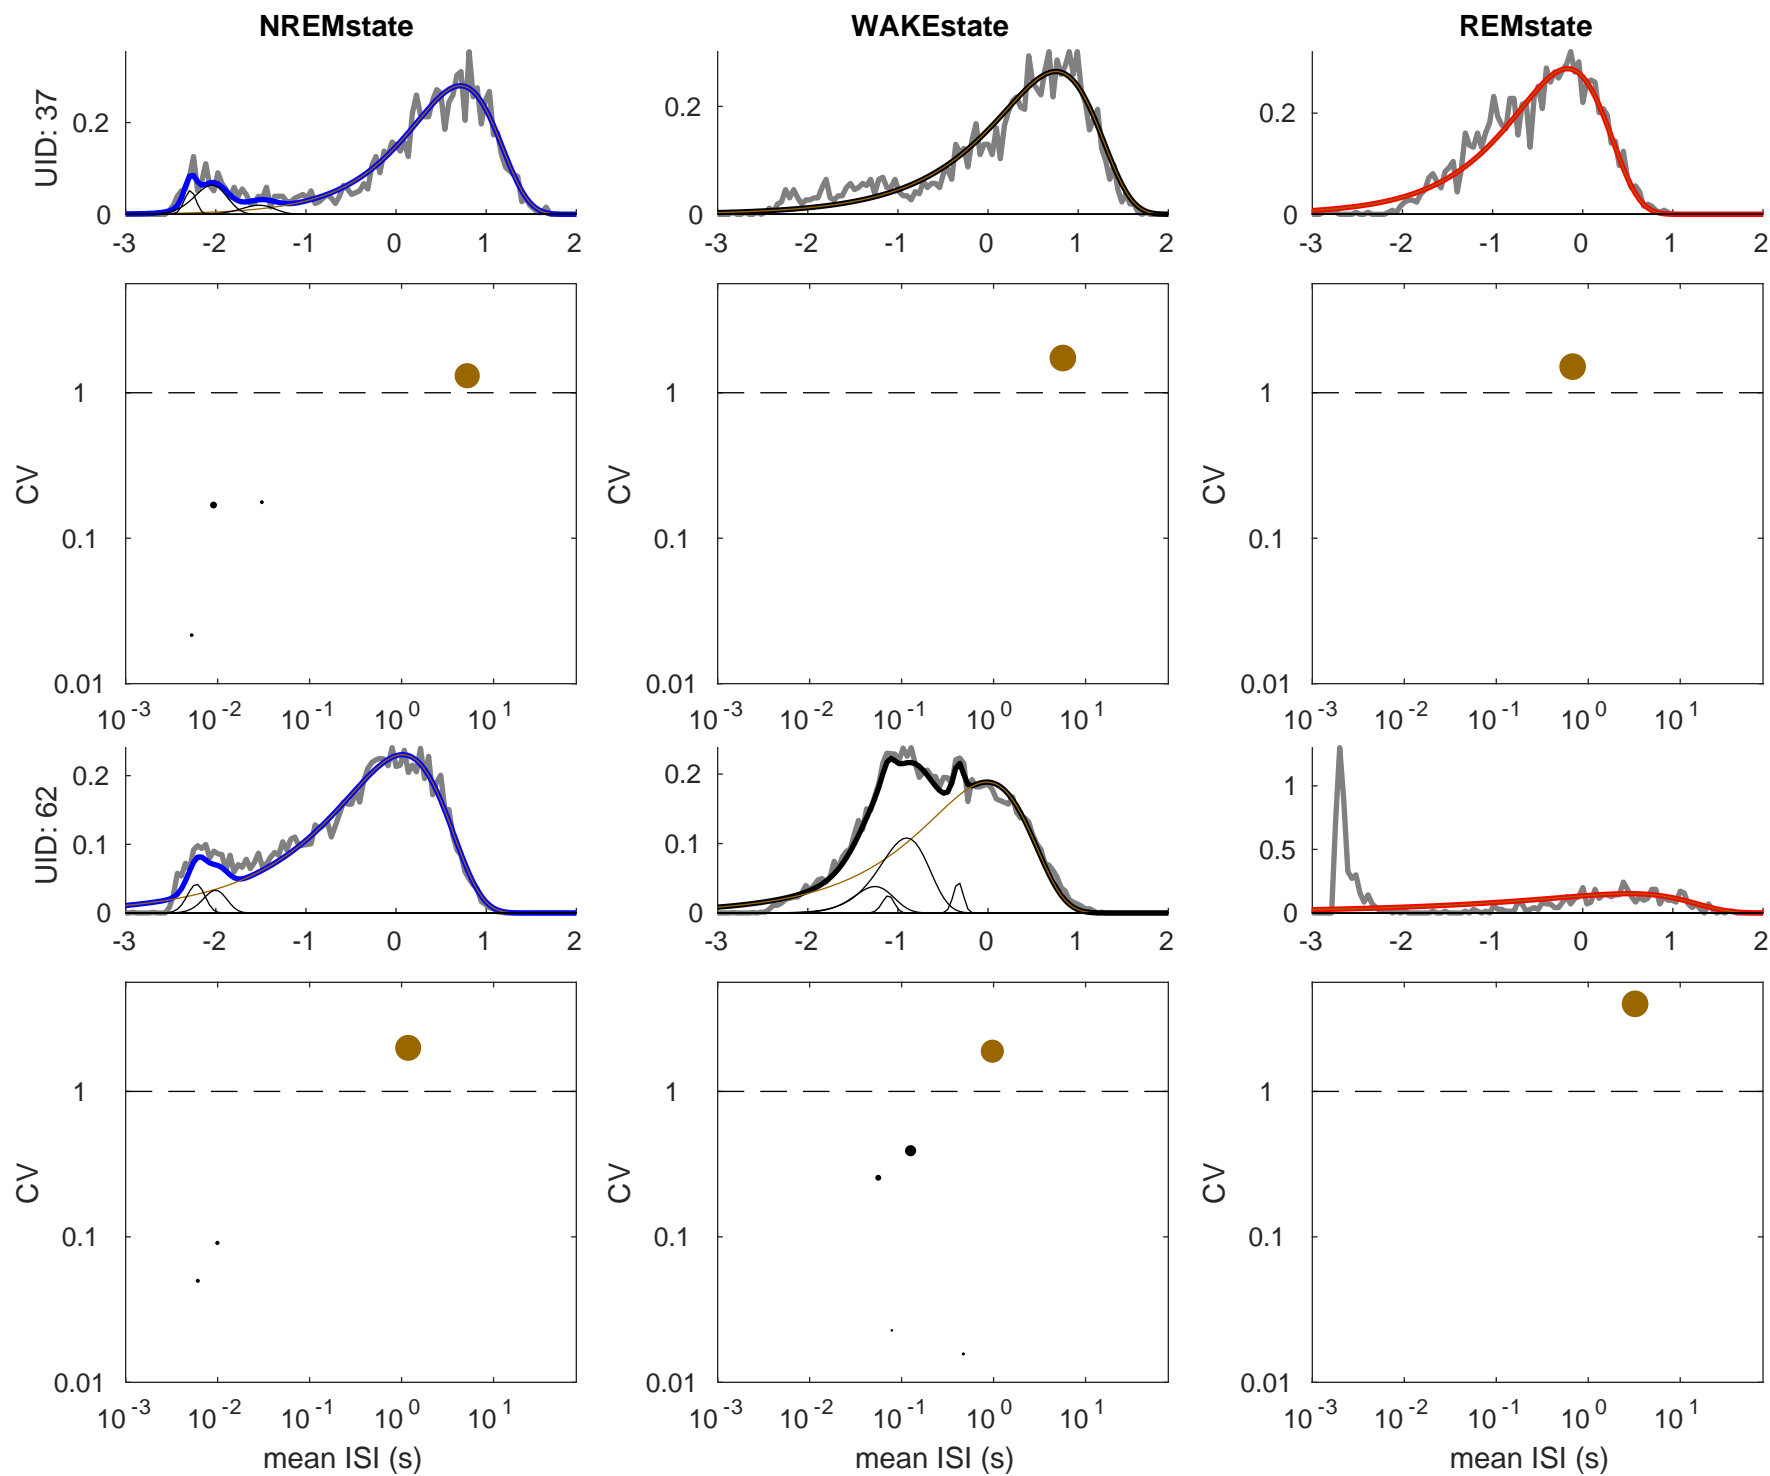 NREMstate WAKEstate REMstate
UID: 37
0.2 0.2 0.2
0 0 0
-3 -2 -1 0 1 2 -3 -2 -1 0 1 2 -3 -2 -1 0 1 2
CV CV CV
1 1 1
0.1 0.1 0.1
0.01 0.01 0.01
10^-3 10^-2 10^-1 10^0 10^1 10^-3 10^-2 10^-1 10^0 10^1 10^-3 10^-2 10^-1 10^0 10^1
UID: 62
0.2 0.2 1
0.1 0.1 0.5
0 0 0
-3 -2 -1 0 1 2 -3 -2 -1 0 1 2 -3 -2 -1 0 1 2
CV CV CV
1 1 1
0.1 0.1 0.1
0.01 0.01 0.01
10^-3 10^-2 10^-1 10^0 10^1 10^-3 10^-2 10^-1 10^0 10^1 10^-3 10^-2 10^-1 10^0 10^1
mean ISI (s) mean ISI (s) mean ISI (s)